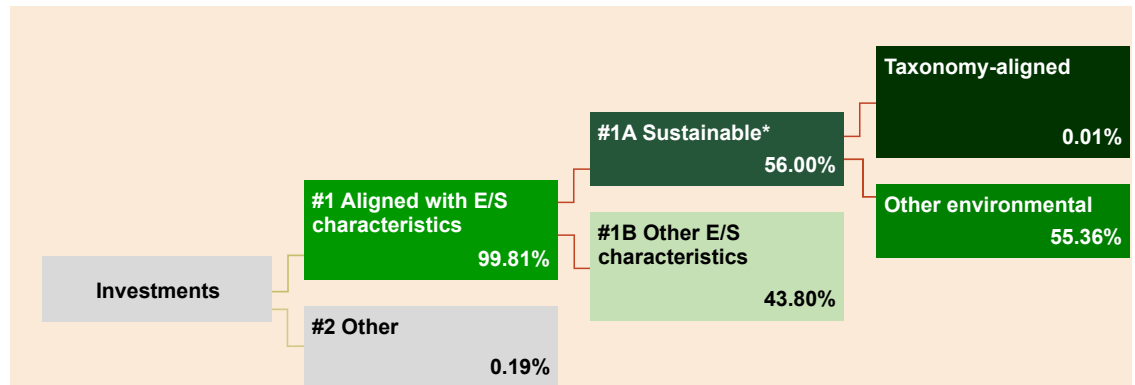 Investments
#1 Aligned with E/S
characteristics
99.81%
#2 Other
0.19%
#1A Sustainable*
56.00%
#1B Other E/S
characteristics
43.80%
Taxonomy-aligned
0.01%
Other environmental
55.36%